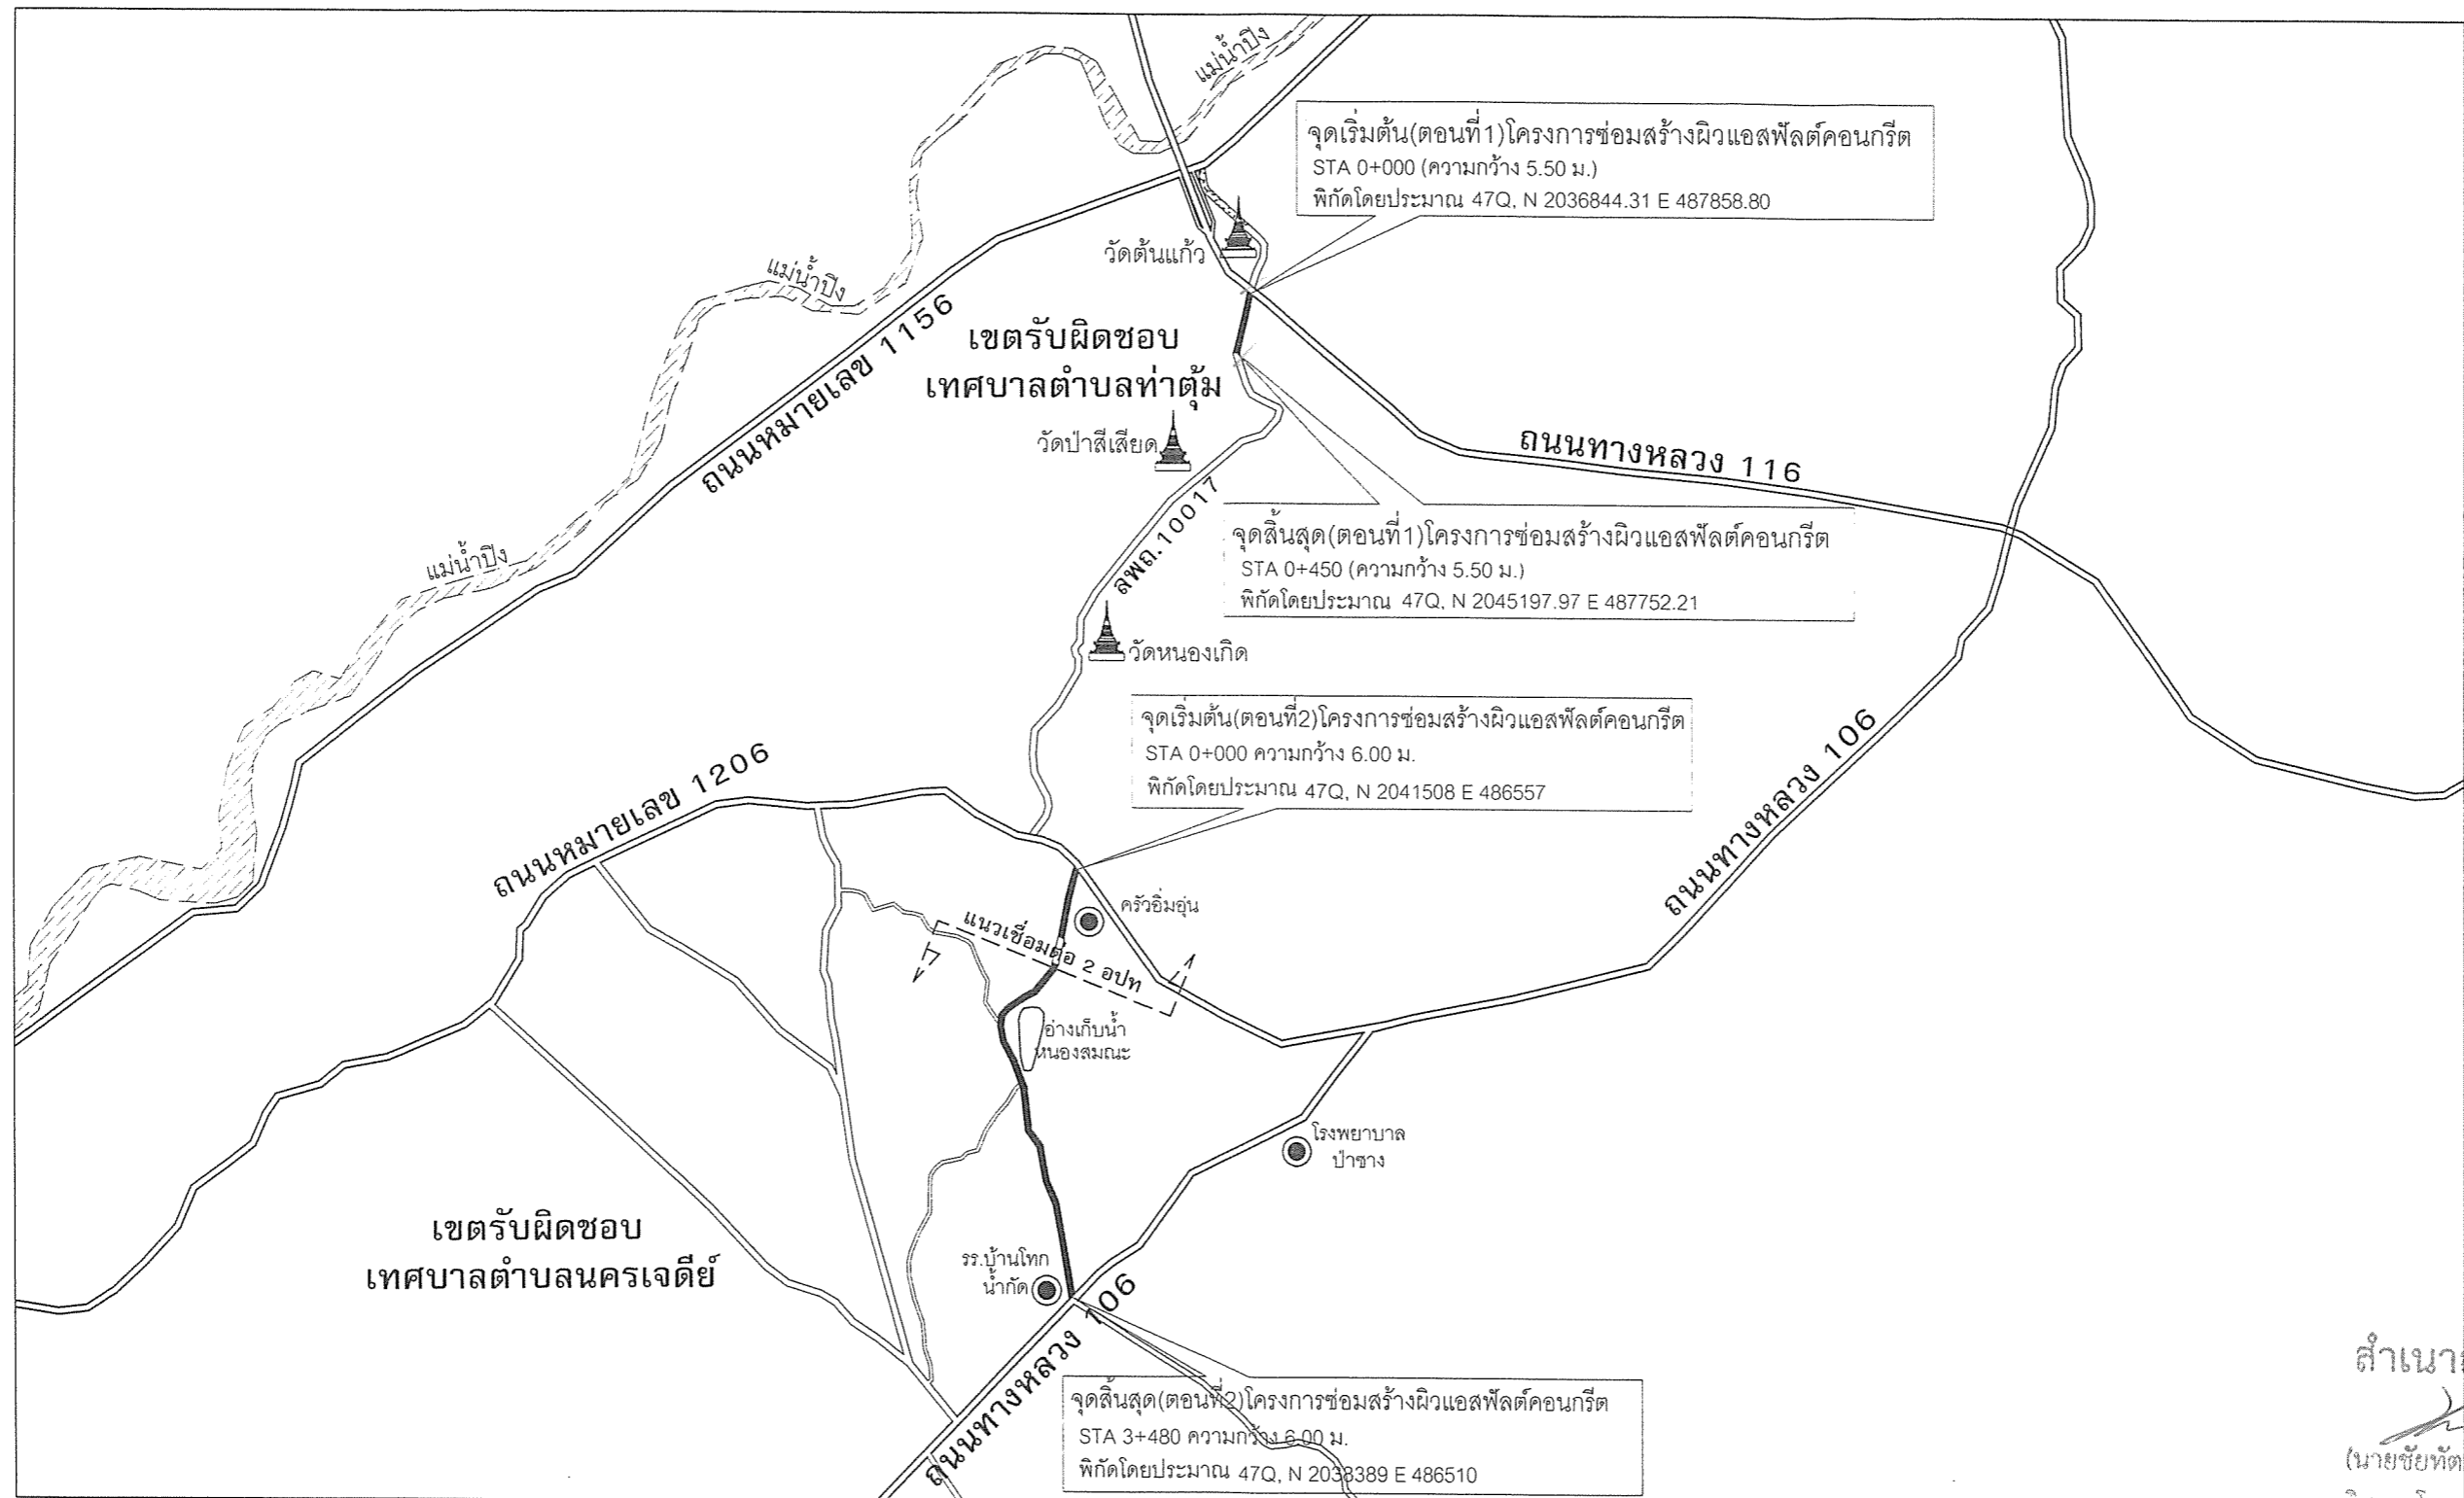 แม่น้ำปิง
จุดเริ่มต้น(ตอนที่1)โครงการซ่อมสร้างผิวแอสฟัลต์คอนกรีต
STA 0+000 (ความกว้าง 5.50 ม.)
พิกัดโดยประมาณ 47Q, N 2036844.31 E 487858.80
วัดต้นแก้ว
แม่น้ำปิง
ถนนหมายเลข 1156
เขตรับผิดชอบ
เทศบาลตำบลท่าตุ้ม
วัดป่าสีเสียด
ถนนทางหลวง 116
ลพถ.10017
จุดสิ้นสุด(ตอนที่1)โครงการซ่อมสร้างผิวแอสฟัลต์คอนกรีต
STA 0+450 (ความกว้าง 5.50 ม.)
พิกัดโดยประมาณ 47Q, N 2045197.97 E 487752.21
แม่น้ำปิง
วัดหนองเกิด
จุดเริ่มต้น(ตอนที่2)โครงการซ่อมสร้างผิวแอสฟัลต์คอนกรีต
STA 0+000 ความกว้าง 6.00 ม.
พิกัดโดยประมาณ 47Q, N 2041508 E 486557
ถนนหมายเลข 1206
ถนนทางหลวง 106
ครัวอิ่มอุ่น
แนวเชื่อมต่อ 2 อปท
อ่างเก็บน้ำ
หนองสมณะ
โรงพยาบาล
ป่าซาง
เขตรับผิดชอบ
เทศบาลตำบลนครเจดีย์
รร.บ้านโทก
น้ำกัด
ถนนทางหลวง 106
จุดสิ้นสุด(ตอนที่2)โครงการซ่อมสร้างผิวแอสฟัลต์คอนกรีต
STA 3+480 ความกว้าง 6.00 ม.
พิกัดโดยประมาณ 47Q, N 2038389 E 486510
สำเนา
(นายชัยทัต